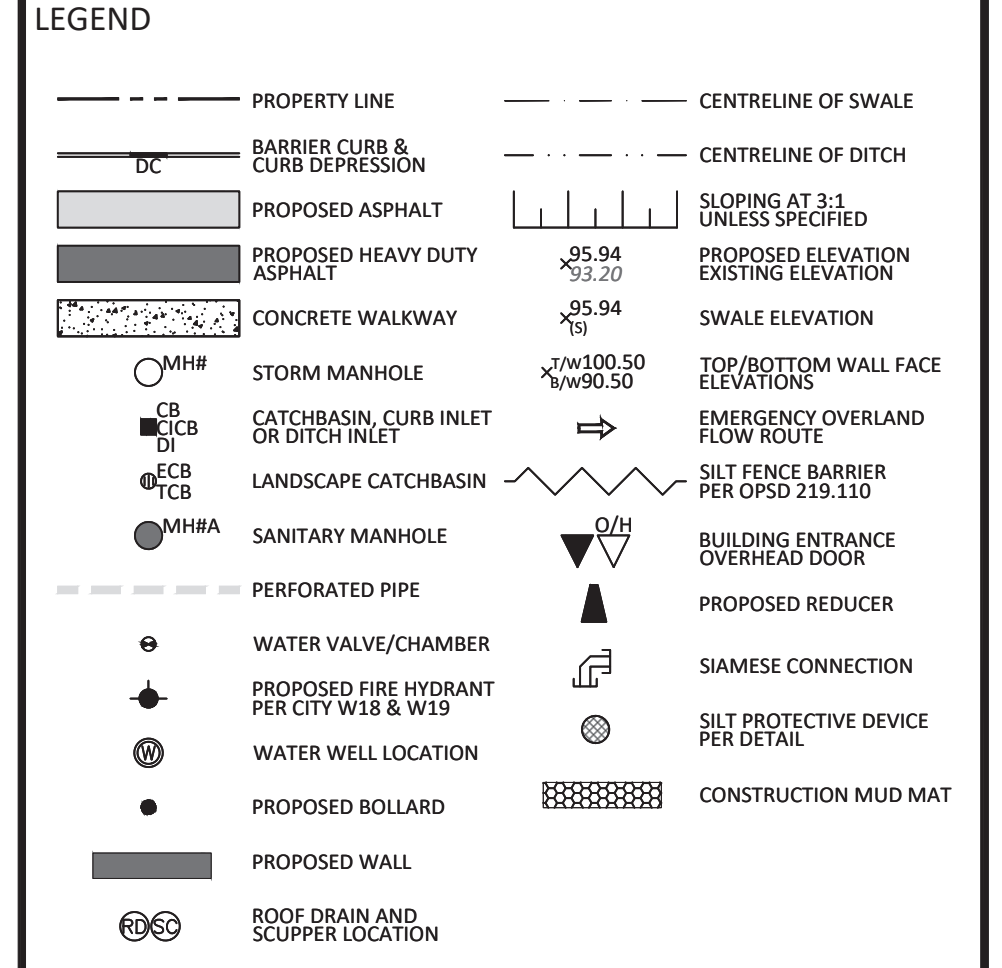 LEGEND
PROPERTY LINE
DC
BARRIER CURB &
CURB DEPRESSION
PROPOSED ASPHALT
PROPOSED HEAVY DUTY
ASPHALT
CONCRETE WALKWAY
MH#
STORM MANHOLE
CB
CICB
DI
CATCHBASIN, CURB INLET
OR DITCH INLET
ECB
TCB
LANDSCAPE CATCHBASIN
MH#A
SANITARY MANHOLE
PERFORATED PIPE
WATER VALVE/CHAMBER
PROPOSED FIRE HYDRANT
PER CITY W18 & W19
W
WATER WELL LOCATION
PROPOSED BOLLARD
PROPOSED WALL
RD SC
ROOF DRAIN AND
SCUPPER LOCATION
CENTRELINE OF SWALE
CENTRELINE OF DITCH
SLOPING AT 3:1
UNLESS SPECIFIED
95.94
93.20
PROPOSED ELEVATION
EXISTING ELEVATION
95.94
(S)
SWALE ELEVATION
T/W100.50
B/W90.50
TOP/BOTTOM WALL FACE
ELEVATIONS
EMERGENCY OVERLAND
FLOW ROUTE
SILT FENCE BARRIER
PER OPSD 219.110
O/H
BUILDING ENTRANCE
OVERHEAD DOOR
PROPOSED REDUCER
SIAMESE CONNECTION
SILT PROTECTIVE DEVICE
PER DETAIL
CONSTRUCTION MUD MAT